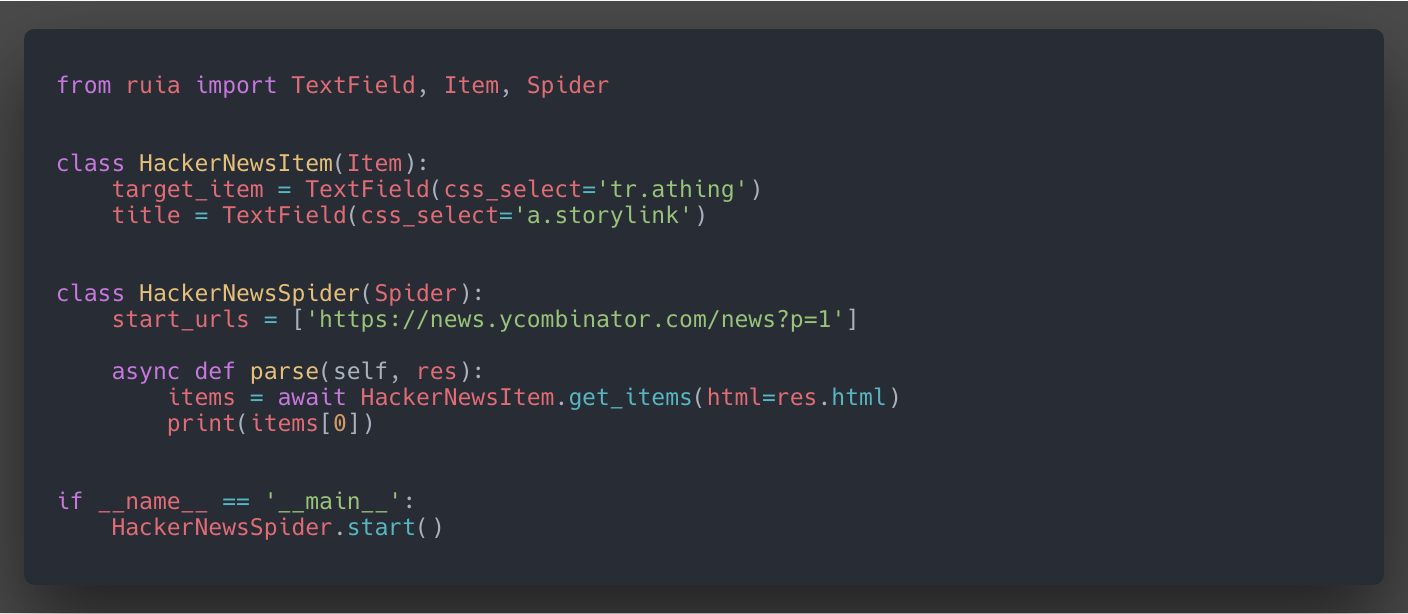 from ruia import TextField, Item, Spider
class HackerNewsItem(Item):
    target_item = TextField(css_select='tr.athing')
    title = TextField(css_select='a.storylink')
class HackerNewsSpider(Spider):
    start_urls = ['https://news.ycombinator.com/news?p=1']
    async def parse(self, res):
        items = await HackerNewsItem.get_items(html=res.html)
        print(items[0])
if __name__ == '__main__':
    HackerNewsSpider.start()